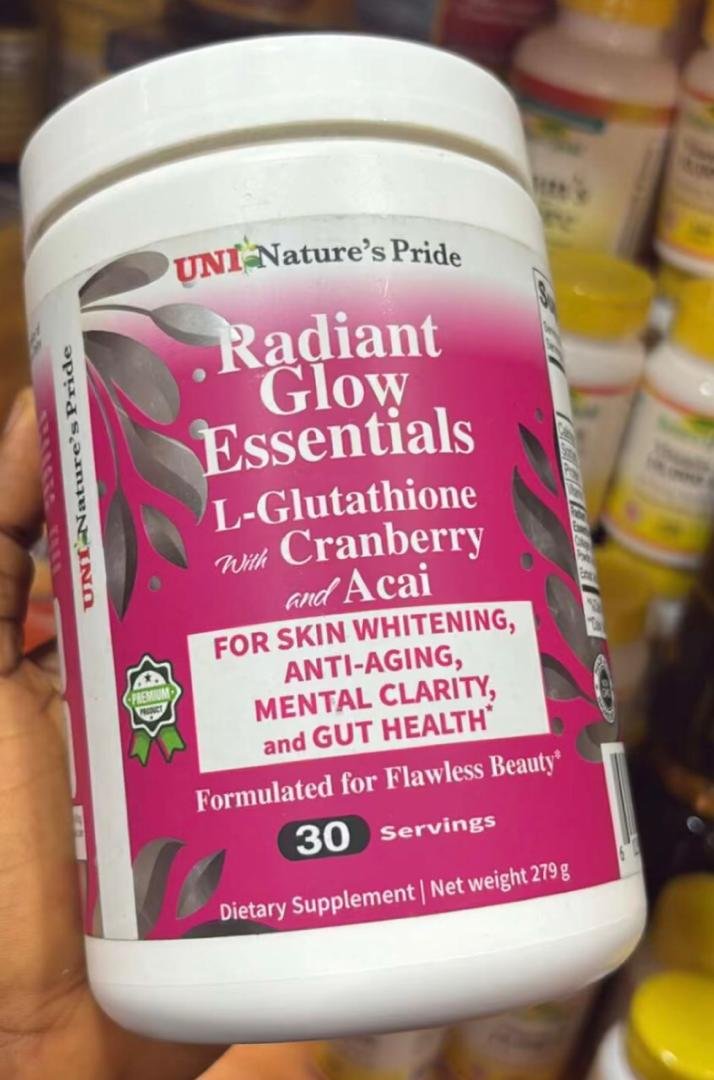 UNI Nature's Pride
Radiant
Glow
Essentials
L-Glutathione
With Cranberry
and Acai
FOR SKIN WHITENING,
ANTI-AGING,
MENTAL CLARITY,
and GUT HEALTH*
Formulated for Flawless Beauty*
30 Servings
Dietary Supplement | Net weight 279 g
PREMIUM
PRODUCT
UNI Nature's Pride